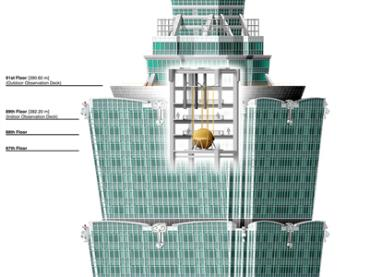 91st Floor (390.60 m)
(Outdoor Observation Deck)
89th Floor (382.20 m)
(Indoor Observation Deck)
88th Floor
87th Floor